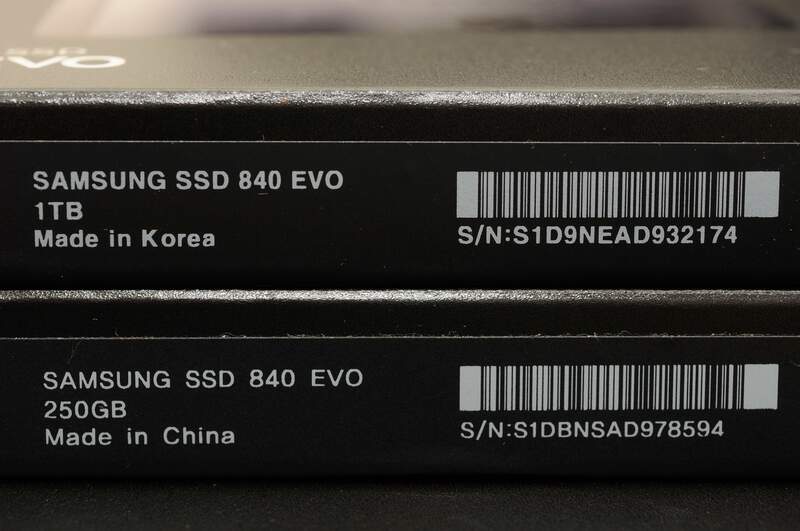 SSD
EVO
SAMSUNG SSD 840 EVO
1TB
Made in Korea
S/N:S1D9NEAD932174
SAMSUNG SSD 840 EVO
250GB
Made in China
S/N:S1DBNSAD978594